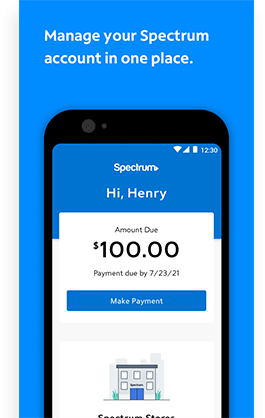 Manage your Spectrum
account in one place.
12:30
Spectrum
Hi, Henry
Amount Due
$100.00
Payment due by 7/23/21
Make Payment
Spectrum Stores